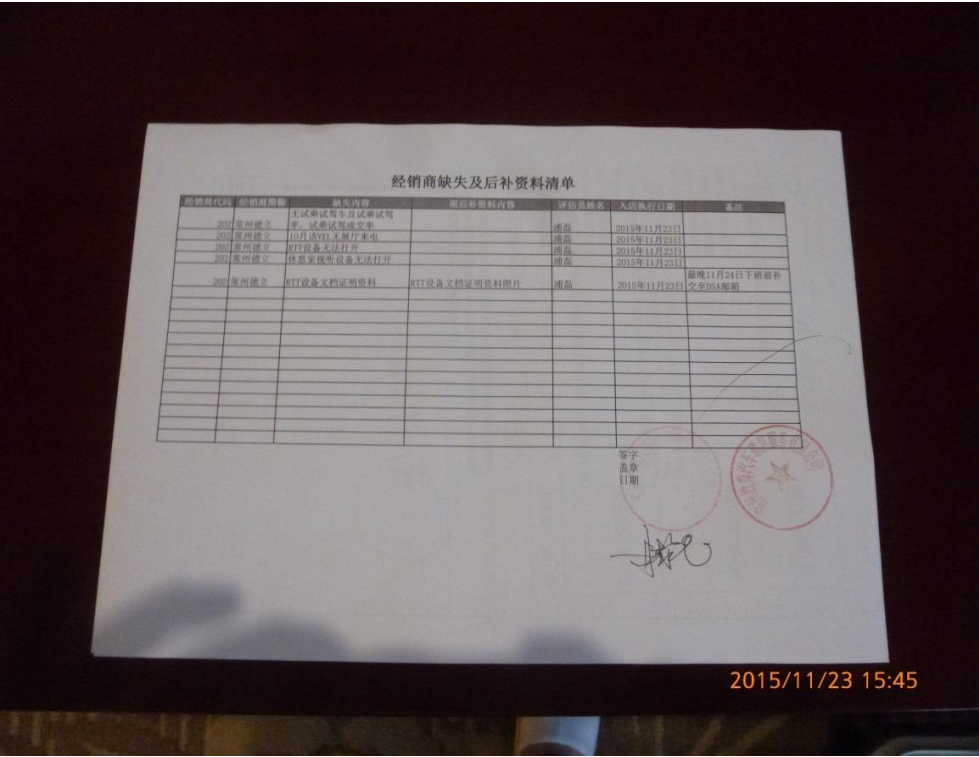 经销商缺失及后补资料清单
经销商代码 经销商简称 缺失内容 需后补资料内容 评估员姓名 入店执行日期 备注
无试乘试驾车及试乘试驾
202 常州德立 率、试乘试驾成交率 浦磊 2015年11月23日
202 常州德立 10月店VEL无展厅来电 浦磊 2015年11月23日
202 常州德立 RTT设备无法打开 浦磊 2015年11月23日
202 常州德立 休息室视听设备无法打开 浦磊 2015年11月23日
最晚11月24日下班前补
202 常州德立 RTT设备文档证明资料 RTT设备文档证明资料照片 浦磊 2015年11月23日 交至DSA邮箱
签字
盖章
日期
2015/11/23 15:45